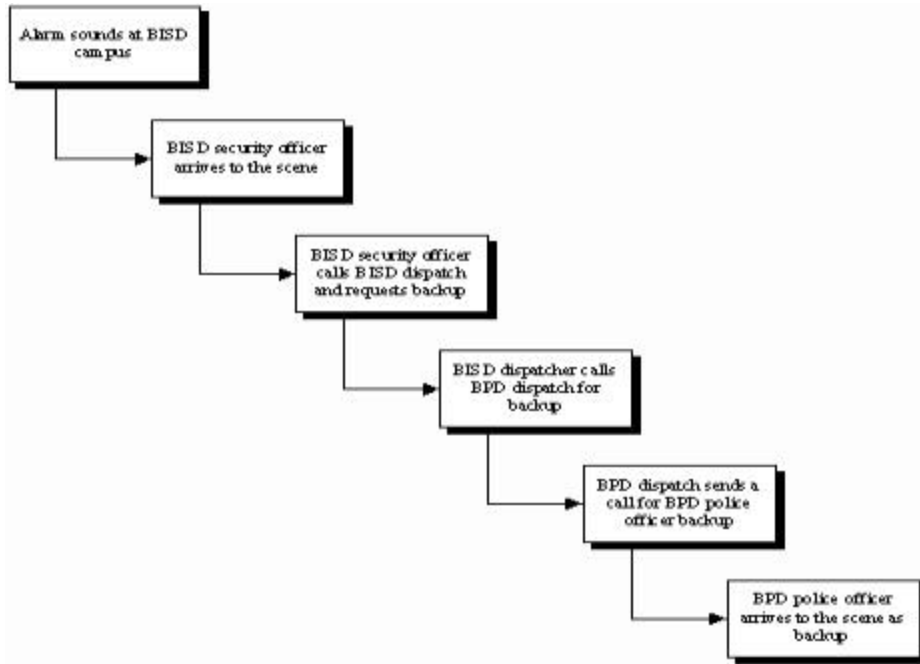 Alarm sounds at BISD
campus
BISD security officer
arrives to the scene
BISD security officer
calls BISD dispatch
and requests backup
BISD dispatcher calls
BPD dispatch for
backup
BPD dispatch sends a
call for BPD police
officer backup
BPD police officer
arrives to the scene as
backup